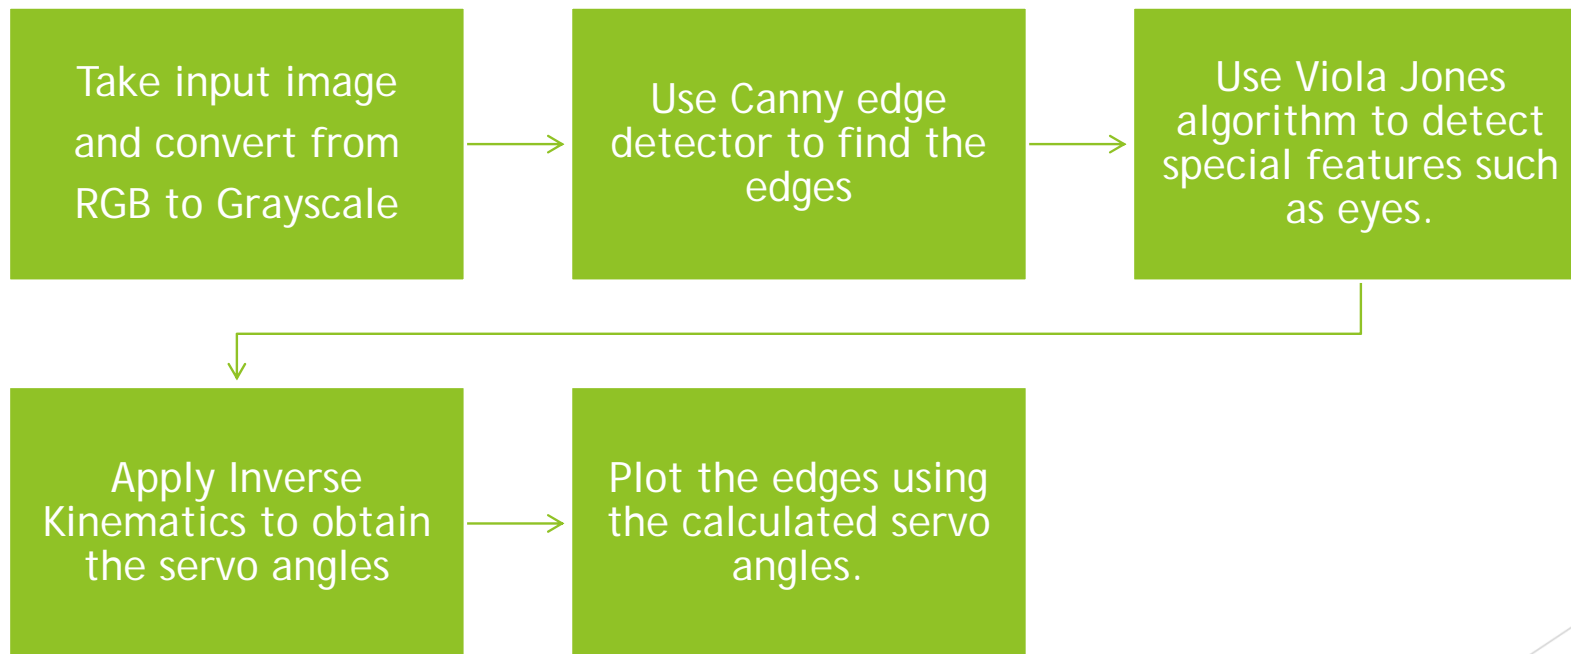 Take input image
and convert from
RGB to Grayscale
Use Canny edge
detector to find the
edges
Use Viola Jones
algorithm to detect
special features such
as eyes.
Apply Inverse
Kinematics to obtain
the servo angles
Plot the edges using
the calculated servo
angles.